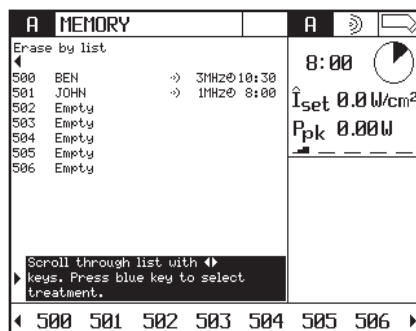 A MEMORY
Erase by list
500 BEN 3MHz 10:30
501 JOHN 1MHz 8:00
502 Empty
503 Empty
504 Empty
505 Empty
506 Empty
Scroll through list with
keys. Press blue key to select
treatment.
500 501 502 503 504 505 506
A
8:00
Îset 0.0W/cm²
Ppk 0.00W